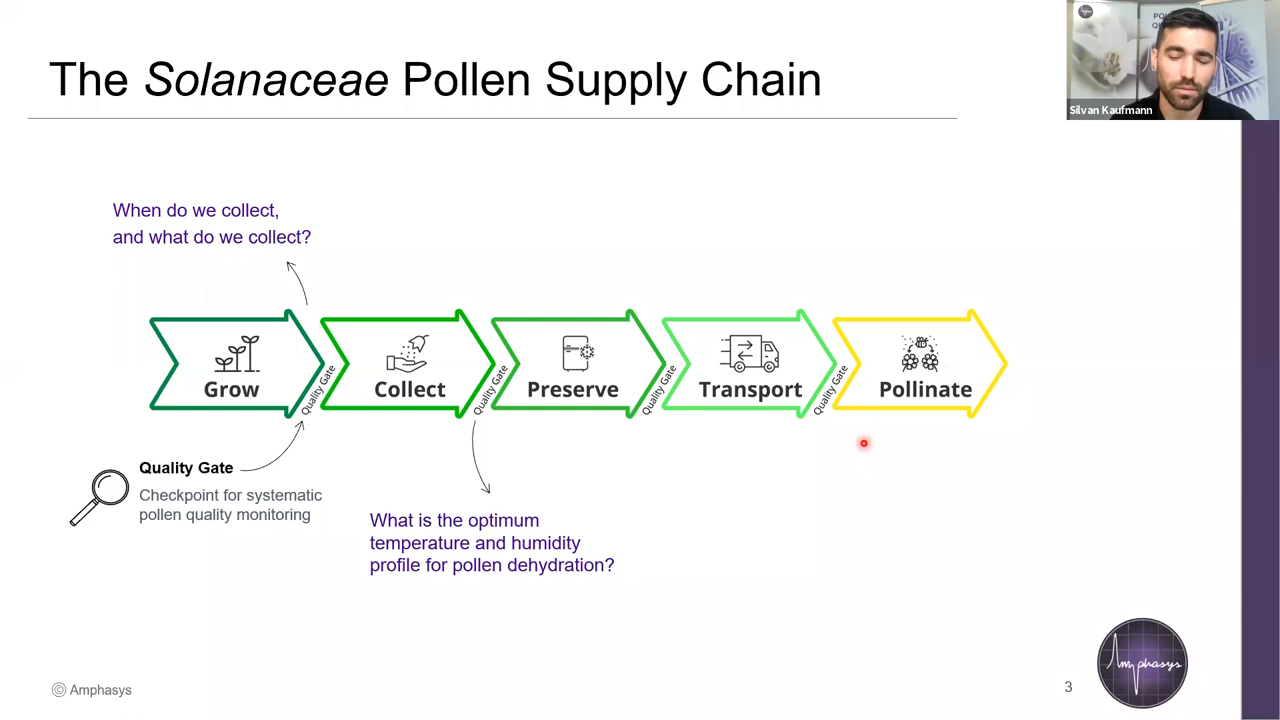 The Solanaceae Pollen Supply Chain
Silvan Kaufmann
When do we collect,
and what do we collect?
Grow
Quality Gate
Collect
Quality Gate
Preserve
Quality Gate
Transport
Quality Gate
Pollinate
Quality Gate
Checkpoint for systematic
pollen quality monitoring
What is the optimum
temperature and humidity
profile for pollen dehydration?
© Amphasys
3
Amphasys